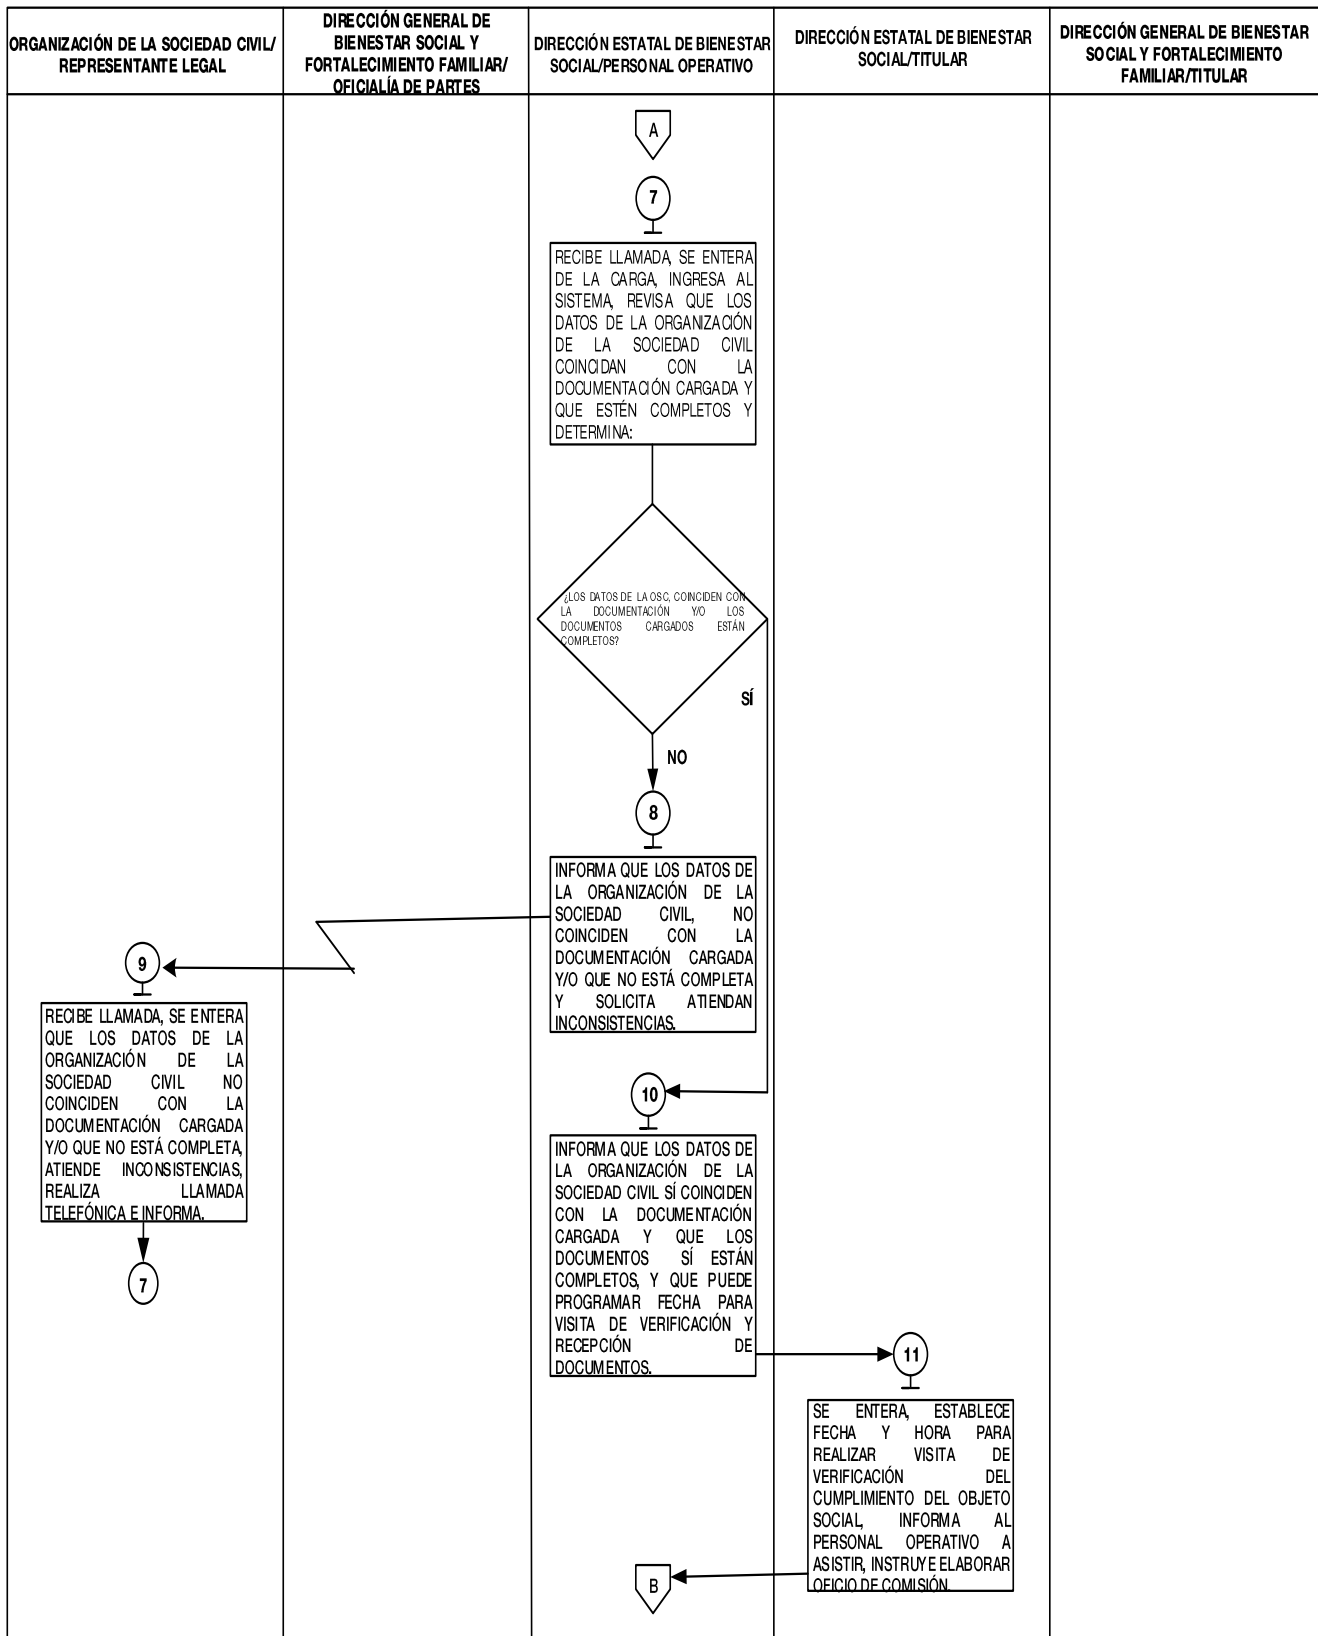 ORGANIZACIÓN DE LA SOCIEDAD CIVIL/
REPRESENTANTE LEGAL
DIRECCIÓN GENERAL DE
BIENESTAR SOCIAL Y
FORTALECIMIENTO FAMILIAR/
OFICIALÍA DE PARTES
DIRECCIÓN ESTATAL DE BIENESTAR
SOCIAL/PERSONAL OPERATIVO
DIRECCIÓN ESTATAL DE BIENESTAR
SOCIAL/TITULAR
DIRECCIÓN GENERAL DE BIENESTAR
SOCIAL Y FORTALECIMIENTO
FAMILIAR/TITULAR
A
7
RECIBE LLAMADA, SE ENTERA
DE LA CARGA, INGRESA AL
SISTEMA, REVISA QUE LOS
DATOS DE LA ORGANIZACIÓN
DE LA SOCIEDAD CIVIL
COINCIDAN CON LA
DOCUMENTACIÓN CARGADA Y
QUE ESTÉN COMPLETOS Y
DETERMINA:
¿LOS DATOS DE LA OSC, COINCIDEN CON
LA DOCUMENTACIÓN Y/O LOS
DOCUMENTOS CARGADOS ESTÁN
COMPLETOS?
SÍ
NO
8
INFORMA QUE LOS DATOS DE
LA ORGANIZACIÓN DE LA
SOCIEDAD CIVIL, NO
COINCIDEN CON LA
DOCUMENTACIÓN CARGADA
Y/O QUE NO ESTÁ COMPLETA
Y SOLICITA ATIENDAN
INCONSISTENCIAS.
9
RECIBE LLAMADA, SE ENTERA
QUE LOS DATOS DE LA
ORGANIZACIÓN DE LA
SOCIEDAD CIVIL NO
COINCIDEN CON LA
DOCUMENTACIÓN CARGADA
Y/O QUE NO ESTÁ COMPLETA,
ATIENDE INCONSISTENCIAS,
REALIZA LLAMADA
TELEFÓNICA E INFORMA.
7
10
INFORMA QUE LOS DATOS DE
LA ORGANIZACIÓN DE LA
SOCIEDAD CIVIL SÍ COINCIDEN
CON LA DOCUMENTACIÓN
CARGADA Y QUE LOS
DOCUMENTOS SÍ ESTÁN
COMPLETOS, Y QUE PUEDE
PROGRAMAR FECHA PARA
VISITA DE VERIFICACIÓN Y
RECEPCIÓN DE
DOCUMENTOS.
11
SE ENTERA, ESTABLECE
FECHA Y HORA PARA
REALIZAR VISITA DE
VERIFICACIÓN DEL
CUMPLIMIENTO DEL OBJETO
SOCIAL, INFORMA AL
PERSONAL OPERATIVO A
ASISTIR, INSTRUYE ELABORAR
OFICIO DE COMISIÓN.
B